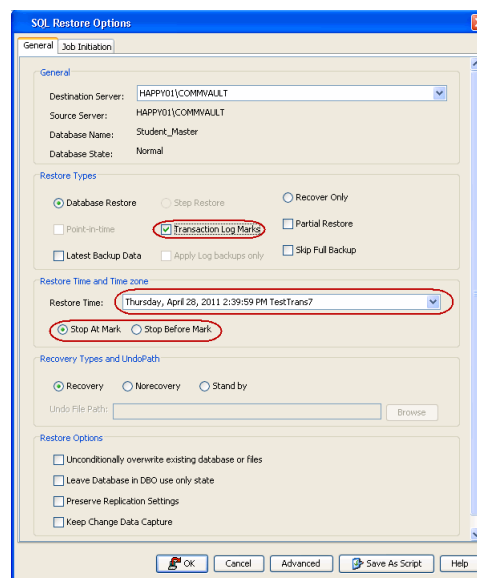 SQL Restore Options
General Job Initiation
General
Destination Server: HAPPY01\COMMVAULT
Source Server: HAPPY01\COMMVAULT
Database Name: Student_Master
Database State: Normal
Restore Types
Database Restore Step Restore Recover Only
Point-in-time Transaction Log Marks Partial Restore
Latest Backup Data Apply Log backups only Skip Full Backup
Restore Time and Time zone
Restore Time: Thursday, April 28, 2011 2:39:59 PM TestTrans7
Stop At Mark Stop Before Mark
Recovery Types and UndoPath
Recovery Norecovery Stand by
Undo File Path: Browse
Restore Options
Unconditionally overwrite existing database or files
Leave Database in DBO use only state
Preserve Replication Settings
Keep Change Data Capture
OK Cancel Advanced Save As Script Help